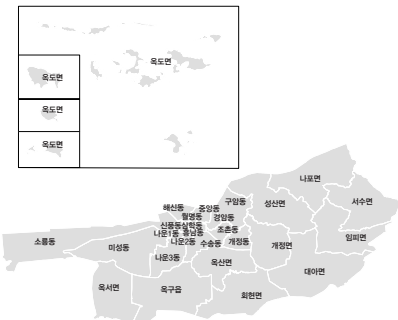 옥도면
옥도면
옥도면
옥도면
나포면
서수면
구암동
성산면
해신동
중앙동
월명동
경암동
신풍동
삼학동
조촌동
임피면
나운1동
흥남동
소룡동
미성동
나운2동
수송동
개정동
개정면
나운3동
옥산면
대야면
옥서면
옥구읍
회현면